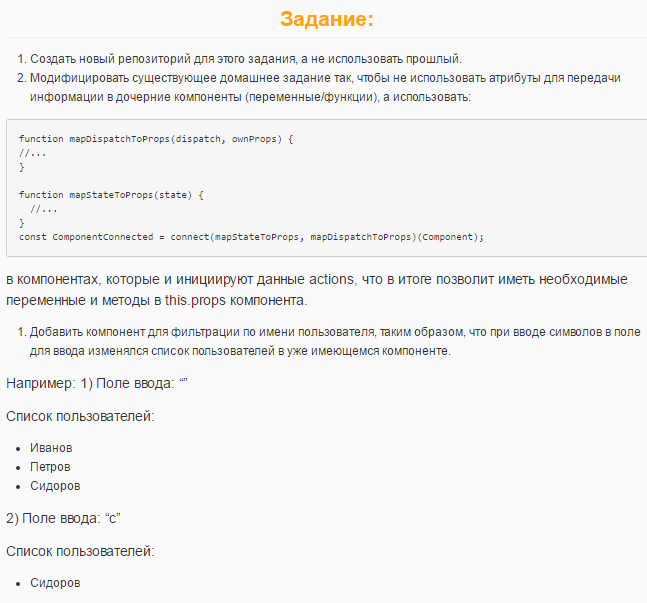 Задание:
1. Создать новый репозиторий для этого задания, а не использовать прошлый.
2. Модифицировать существующее домашнее задание так, чтобы не использовать атрибуты для передачи
информации в дочерние компоненты (переменные/функции), а использовать:
function mapDispatchToProps(dispatch, ownProps) {
//...
}
function mapStateToProps(state) {
//...
}
const ComponentConnected = connect(mapStateToProps, mapDispatchToProps)(Component);
в компонентах, которые и инициируют данные actions, что в итоге позволит иметь необходимые
переменные и методы в this.props компонента.
1. Добавить компонент для фильтрации по имени пользователя, таким образом, что при вводе символов в поле
для ввода изменялся список пользователей в уже имеющемся компоненте.
Например: 1) Поле ввода: “”
Список пользователей:
• Иванов
• Петров
• Сидоров
2) Поле ввода: “с”
Список пользователей:
• Сидоров